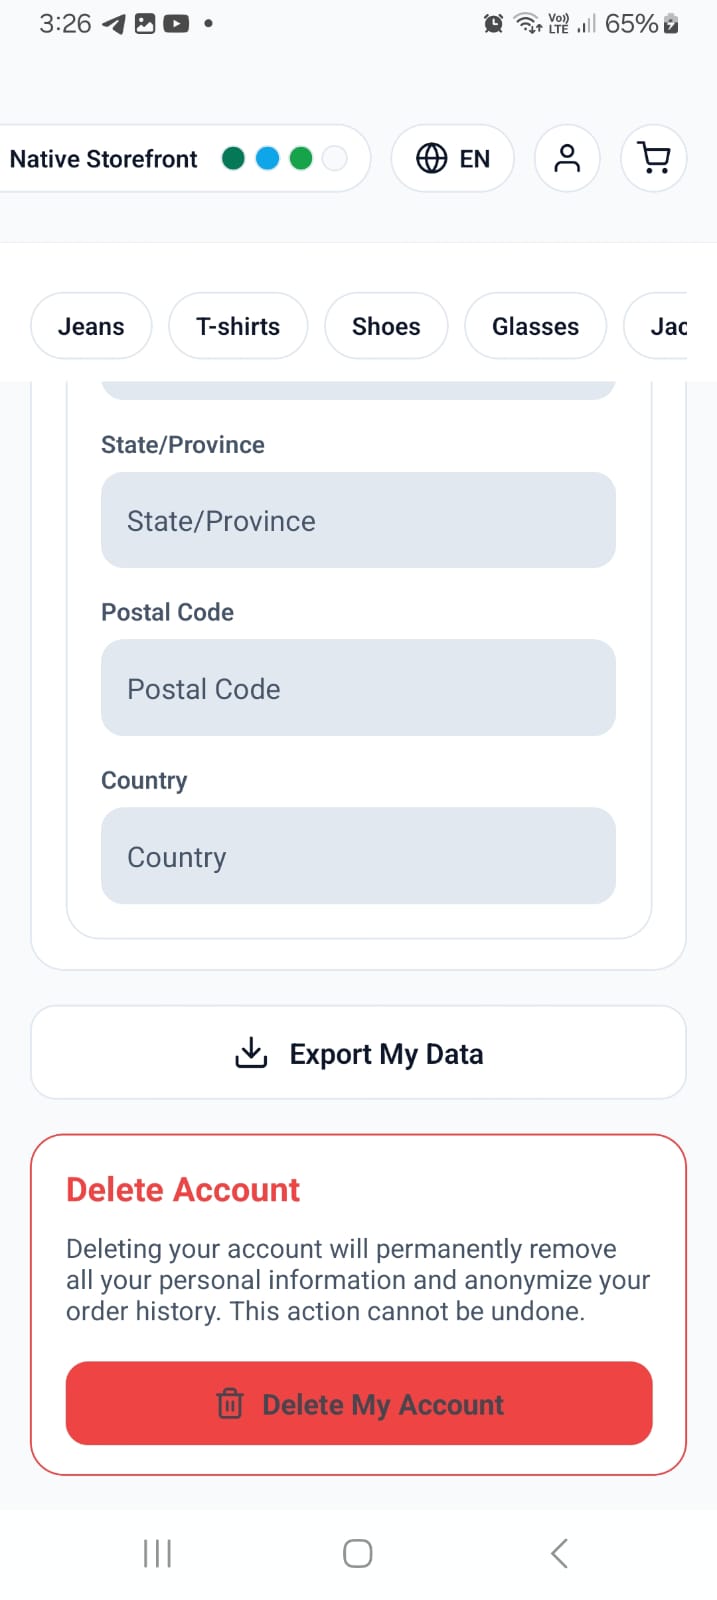 3:26
Vo)) LTE 65%
Native Storefront
EN
Jeans
T-shirts
Shoes
Glasses
Jac
State/Province
State/Province
Postal Code
Postal Code
Country
Country
Export My Data
Delete Account
Deleting your account will permanently remove
all your personal information and anonymize your
order history. This action cannot be undone.
Delete My Account